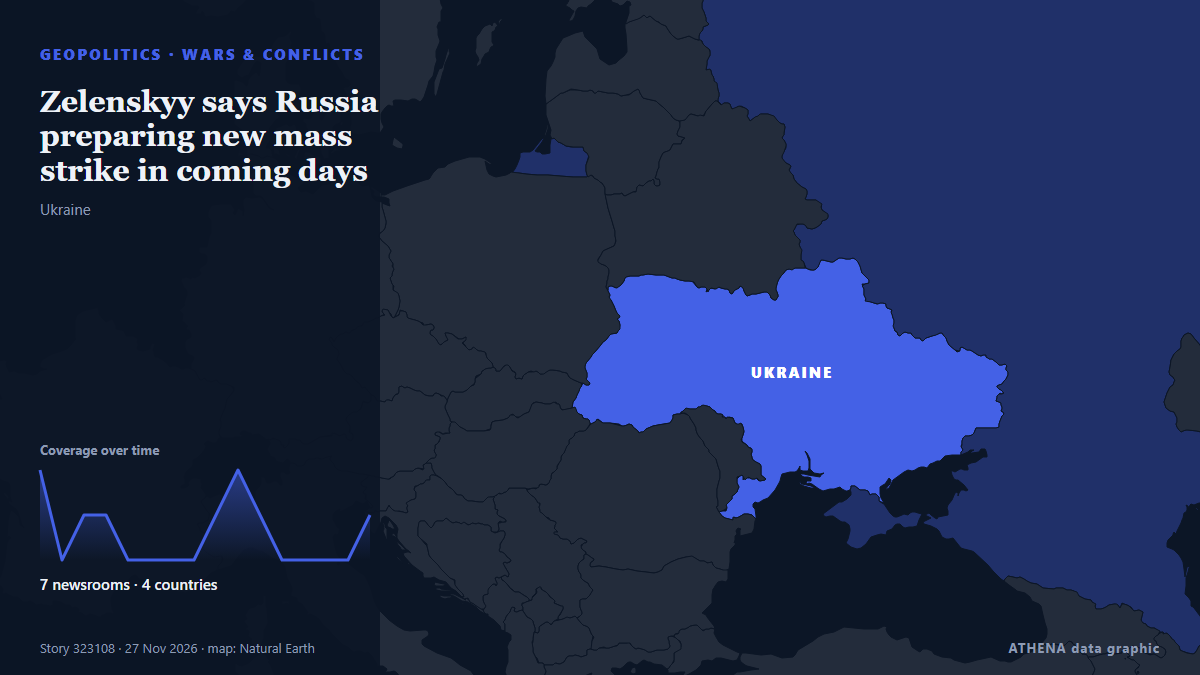 GEOPOLITICS · WARS & CONFLICTS
Zelenskyy says Russia
preparing new mass
strike in coming days
Ukraine
UKRAINE
Coverage over time
7 newsrooms · 4 countries
Story 323108 · 27 Nov 2026 · map: Natural Earth
ATHENA data graphic